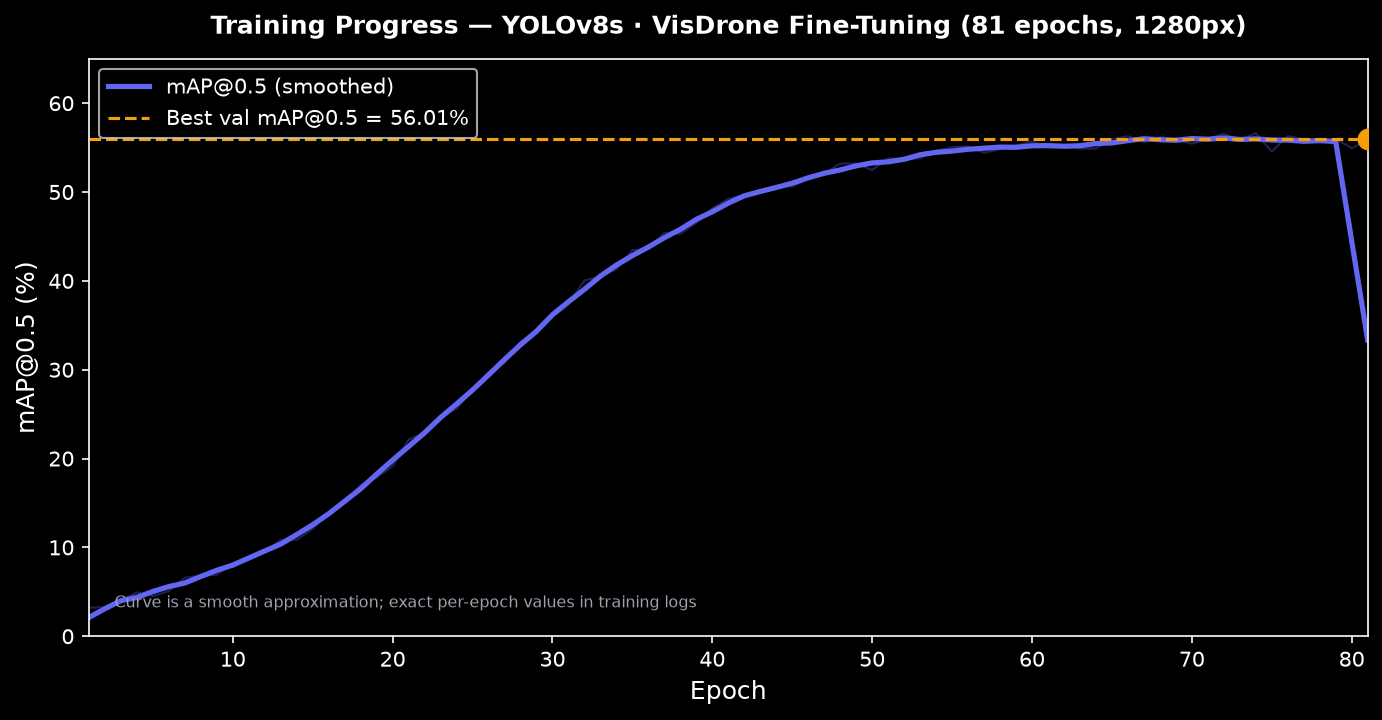 Training Progress — YOLOv8s · VisDrone Fine-Tuning (81 epochs, 1280px)
mAP@0.5 (smoothed)
Best val mAP@0.5 = 56.01%
mAP@0.5 (%)
60
50
40
30
20
10
0
Curve is a smooth approximation; exact per-epoch values in training logs
10 20 30 40 50 60 70 80
Epoch